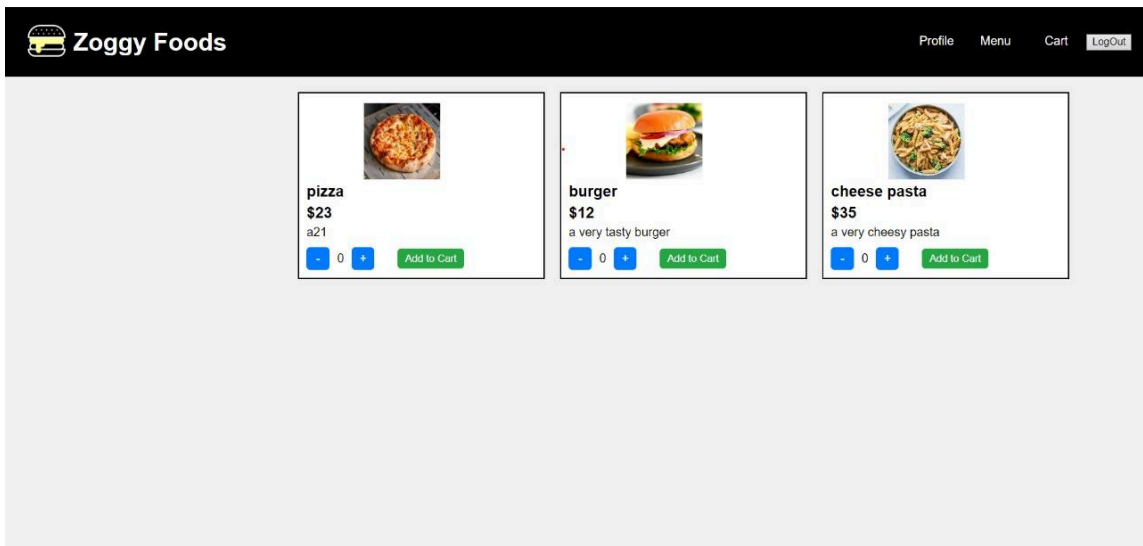 Zoggy Foods
Profile Menu Cart LogOut
pizza
$23
a21
- 0 + Add to Cart
burger
$12
a very tasty burger
- 0 + Add to Cart
cheese pasta
$35
a very cheesy pasta
- 0 + Add to Cart